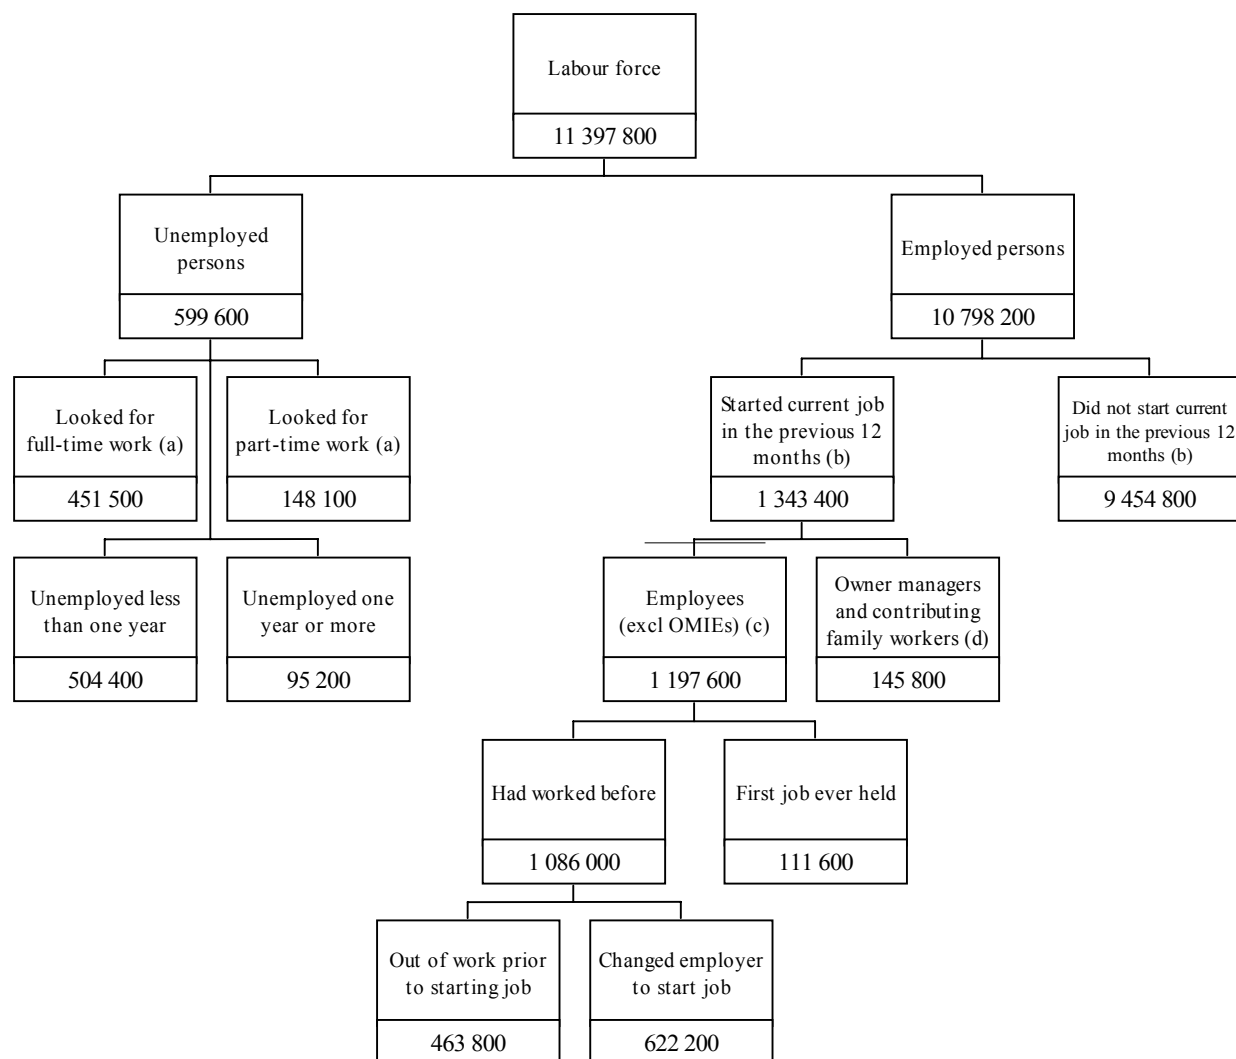 Labour force
11 397 800
Unemployed
persons
599 600
Employed persons
10 798 200
Looked for
full-time work (a)
451 500
Looked for
part-time work (a)
148 100
Started current job
in the previous 12
months (b)
1 343 400
Did not start current
job in the previous 12
months (b)
9 454 800
Unemployed less
than one year
504 400
Unemployed one
year or more
95 200
Employees
(excl OMIEs) (c)
1 197 600
Owner managers
and contributing
family workers (d)
145 800
Had worked before
1 086 000
First job ever held
111 600
Out of work prior
to starting job
463 800
Changed employer
to start job
622 200